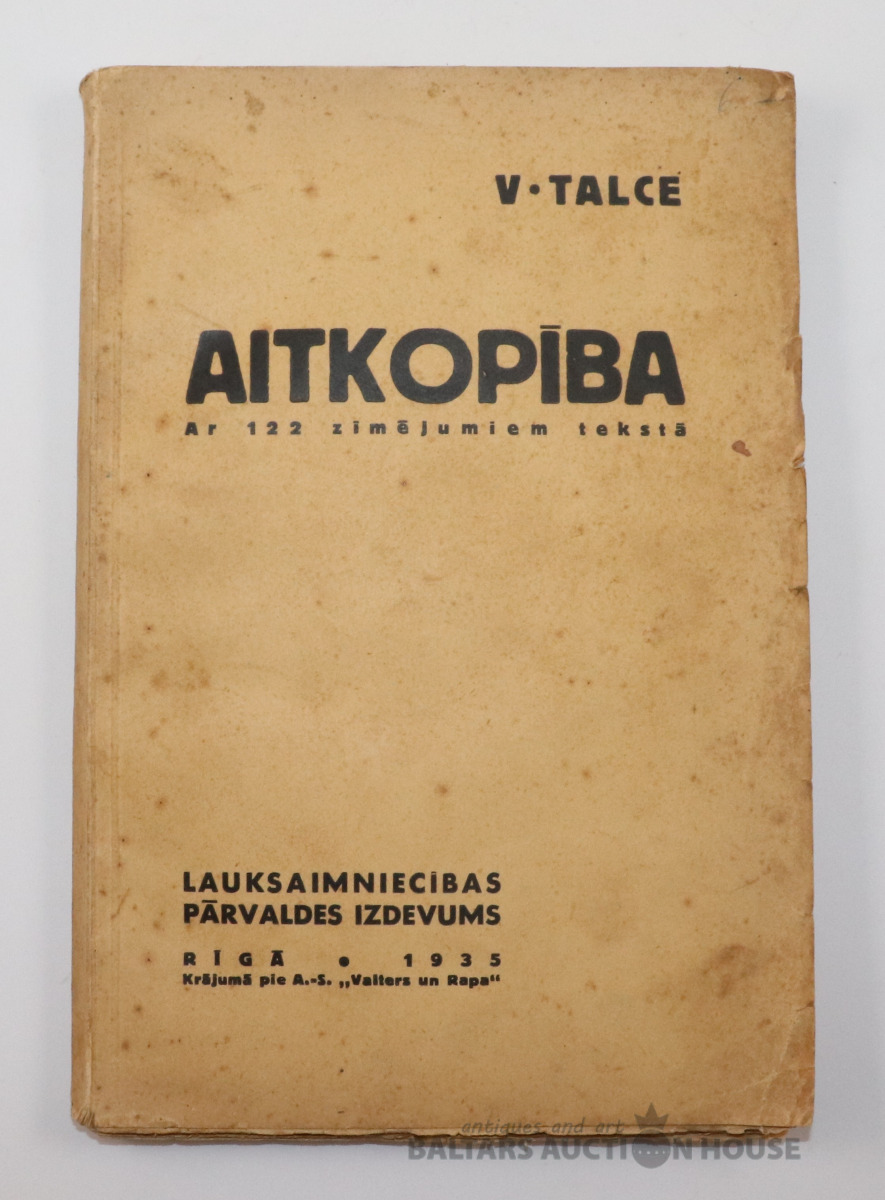 V · TALCE
AITKOPĪBA
Ar 122 zīmējumiem tekstā
LAUKSAIMNIECĪBAS
PĀRVALDES IZDEVUMS
RĪGĀ • 1935
Krājumā pie A.-S. „Valters un Rapa“
antiques and art
BALTARS AUCTION HOUSE